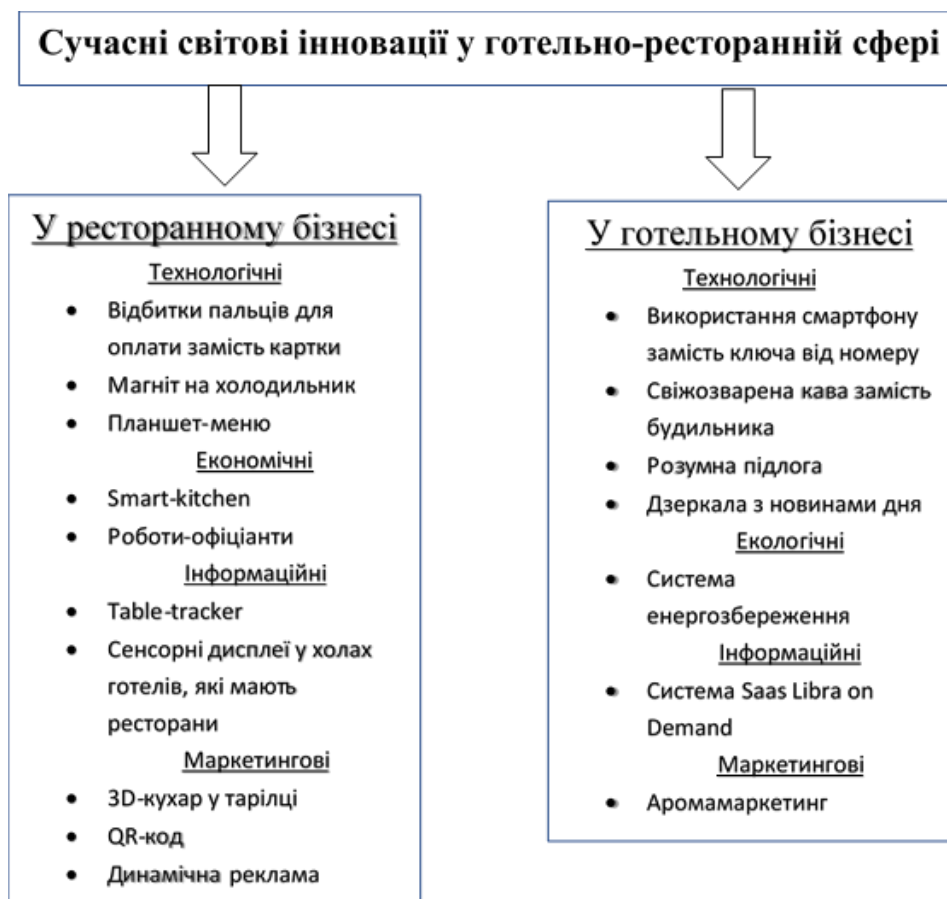 Сучасні світові інновації у готельно-ресторанній сфері
У ресторанному бізнесі
Технологічні
• Відбитки пальців для
оплати замість картки
• Магніт на холодильник
• Планшет-меню
Економічні
• Smart-kitchen
• Роботи-офіціанти
Інформаційні
• Table-tracker
• Сенсорні дисплеї у холах
готелів, які мають
ресторани
Маркетингові
• 3D-кухар у тарілці
• QR-код
• Динамічна реклама
У готельному бізнесі
Технологічні
• Використання смартфону
замість ключа від номеру
• Свіжозварена кава замість
будильника
• Розумна підлога
• Дзеркала з новинами дня
Екологічні
• Система
енергозбереження
Інформаційні
• Система Saas Libra on
Demand
Маркетингові
• Аромамаркетинг